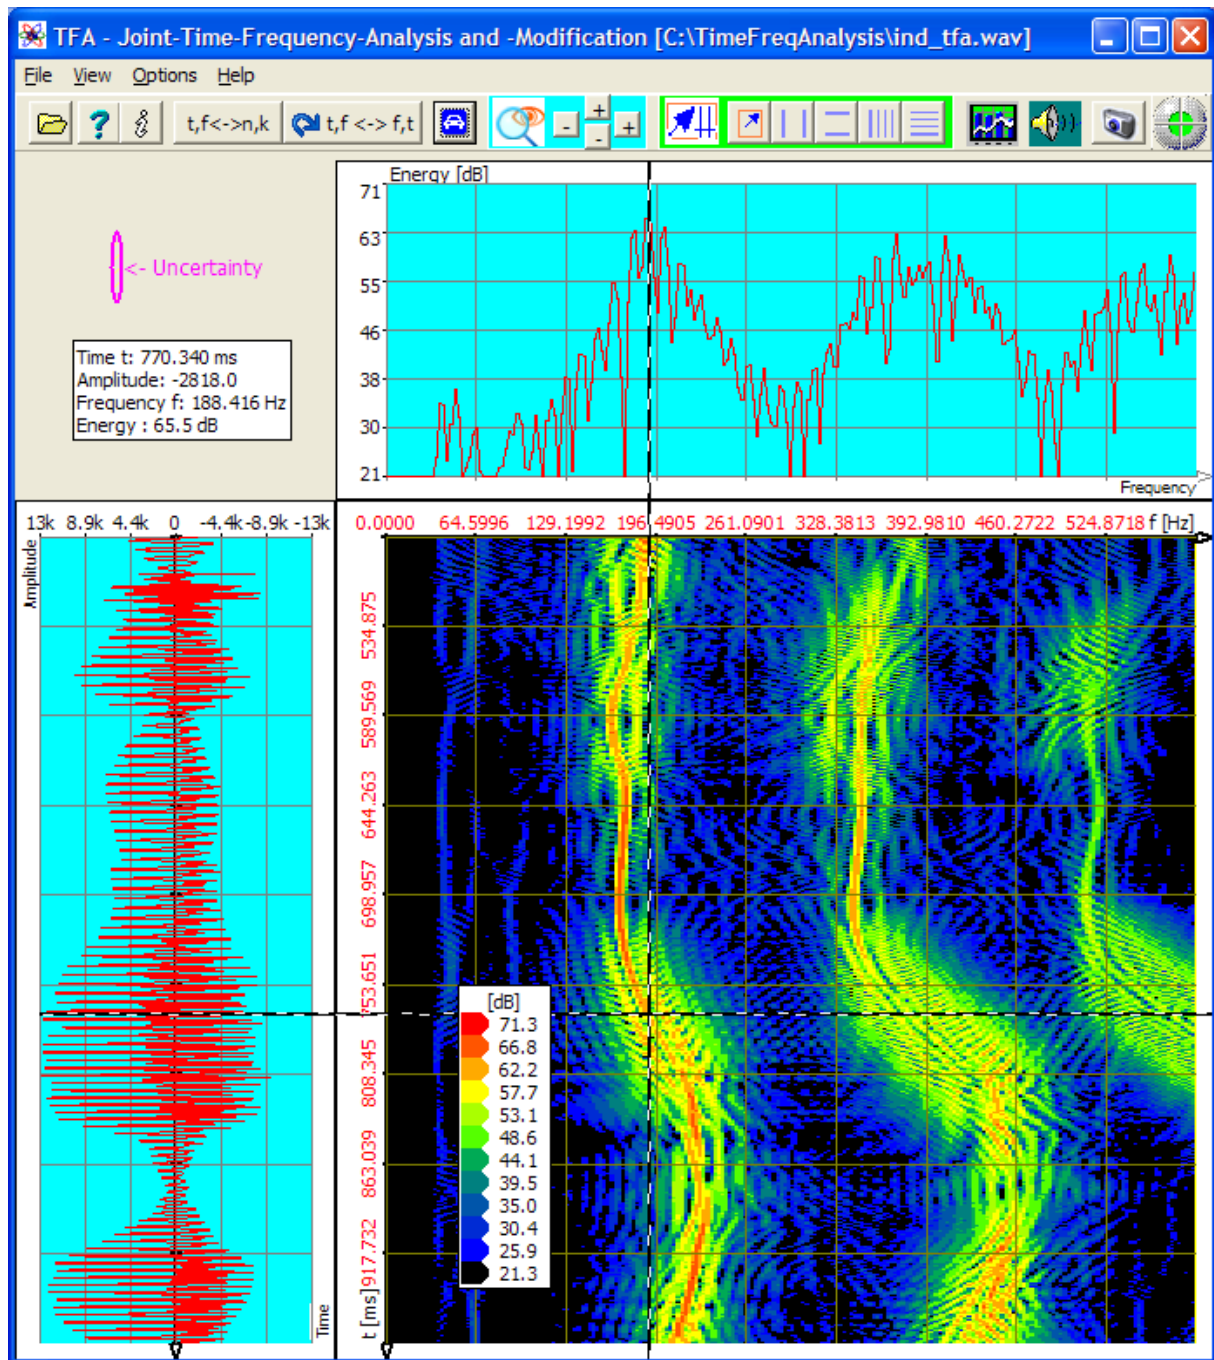 TFA - Joint-Time-Frequency-Analysis and -Modification [C:\TimeFreqAnalysis\ind_tfa.wav]
File View Options Help
t,f<->n,k t,f <-> f,t - + - +
Energy [dB]
71
63
55
46
38
30
21
Frequency
<- Uncertainty
Time t: 770.340 ms
Amplitude: -2818.0
Frequency f: 188.416 Hz
Energy : 65.5 dB
13k 8.9k 4.4k 0 -4.4k -8.9k -13k
Amplitude
Time
0.0000 64.5996 129.1992 196.4905 261.0901 328.3813 392.9810 460.2722 524.8718 f [Hz]
534.875
589.569
644.263
698.957
753.651
808.345
863.039
917.732
t [ms]
[dB]
71.3
66.8
62.2
57.7
53.1
48.6
44.1
39.5
35.0
30.4
25.9
21.3